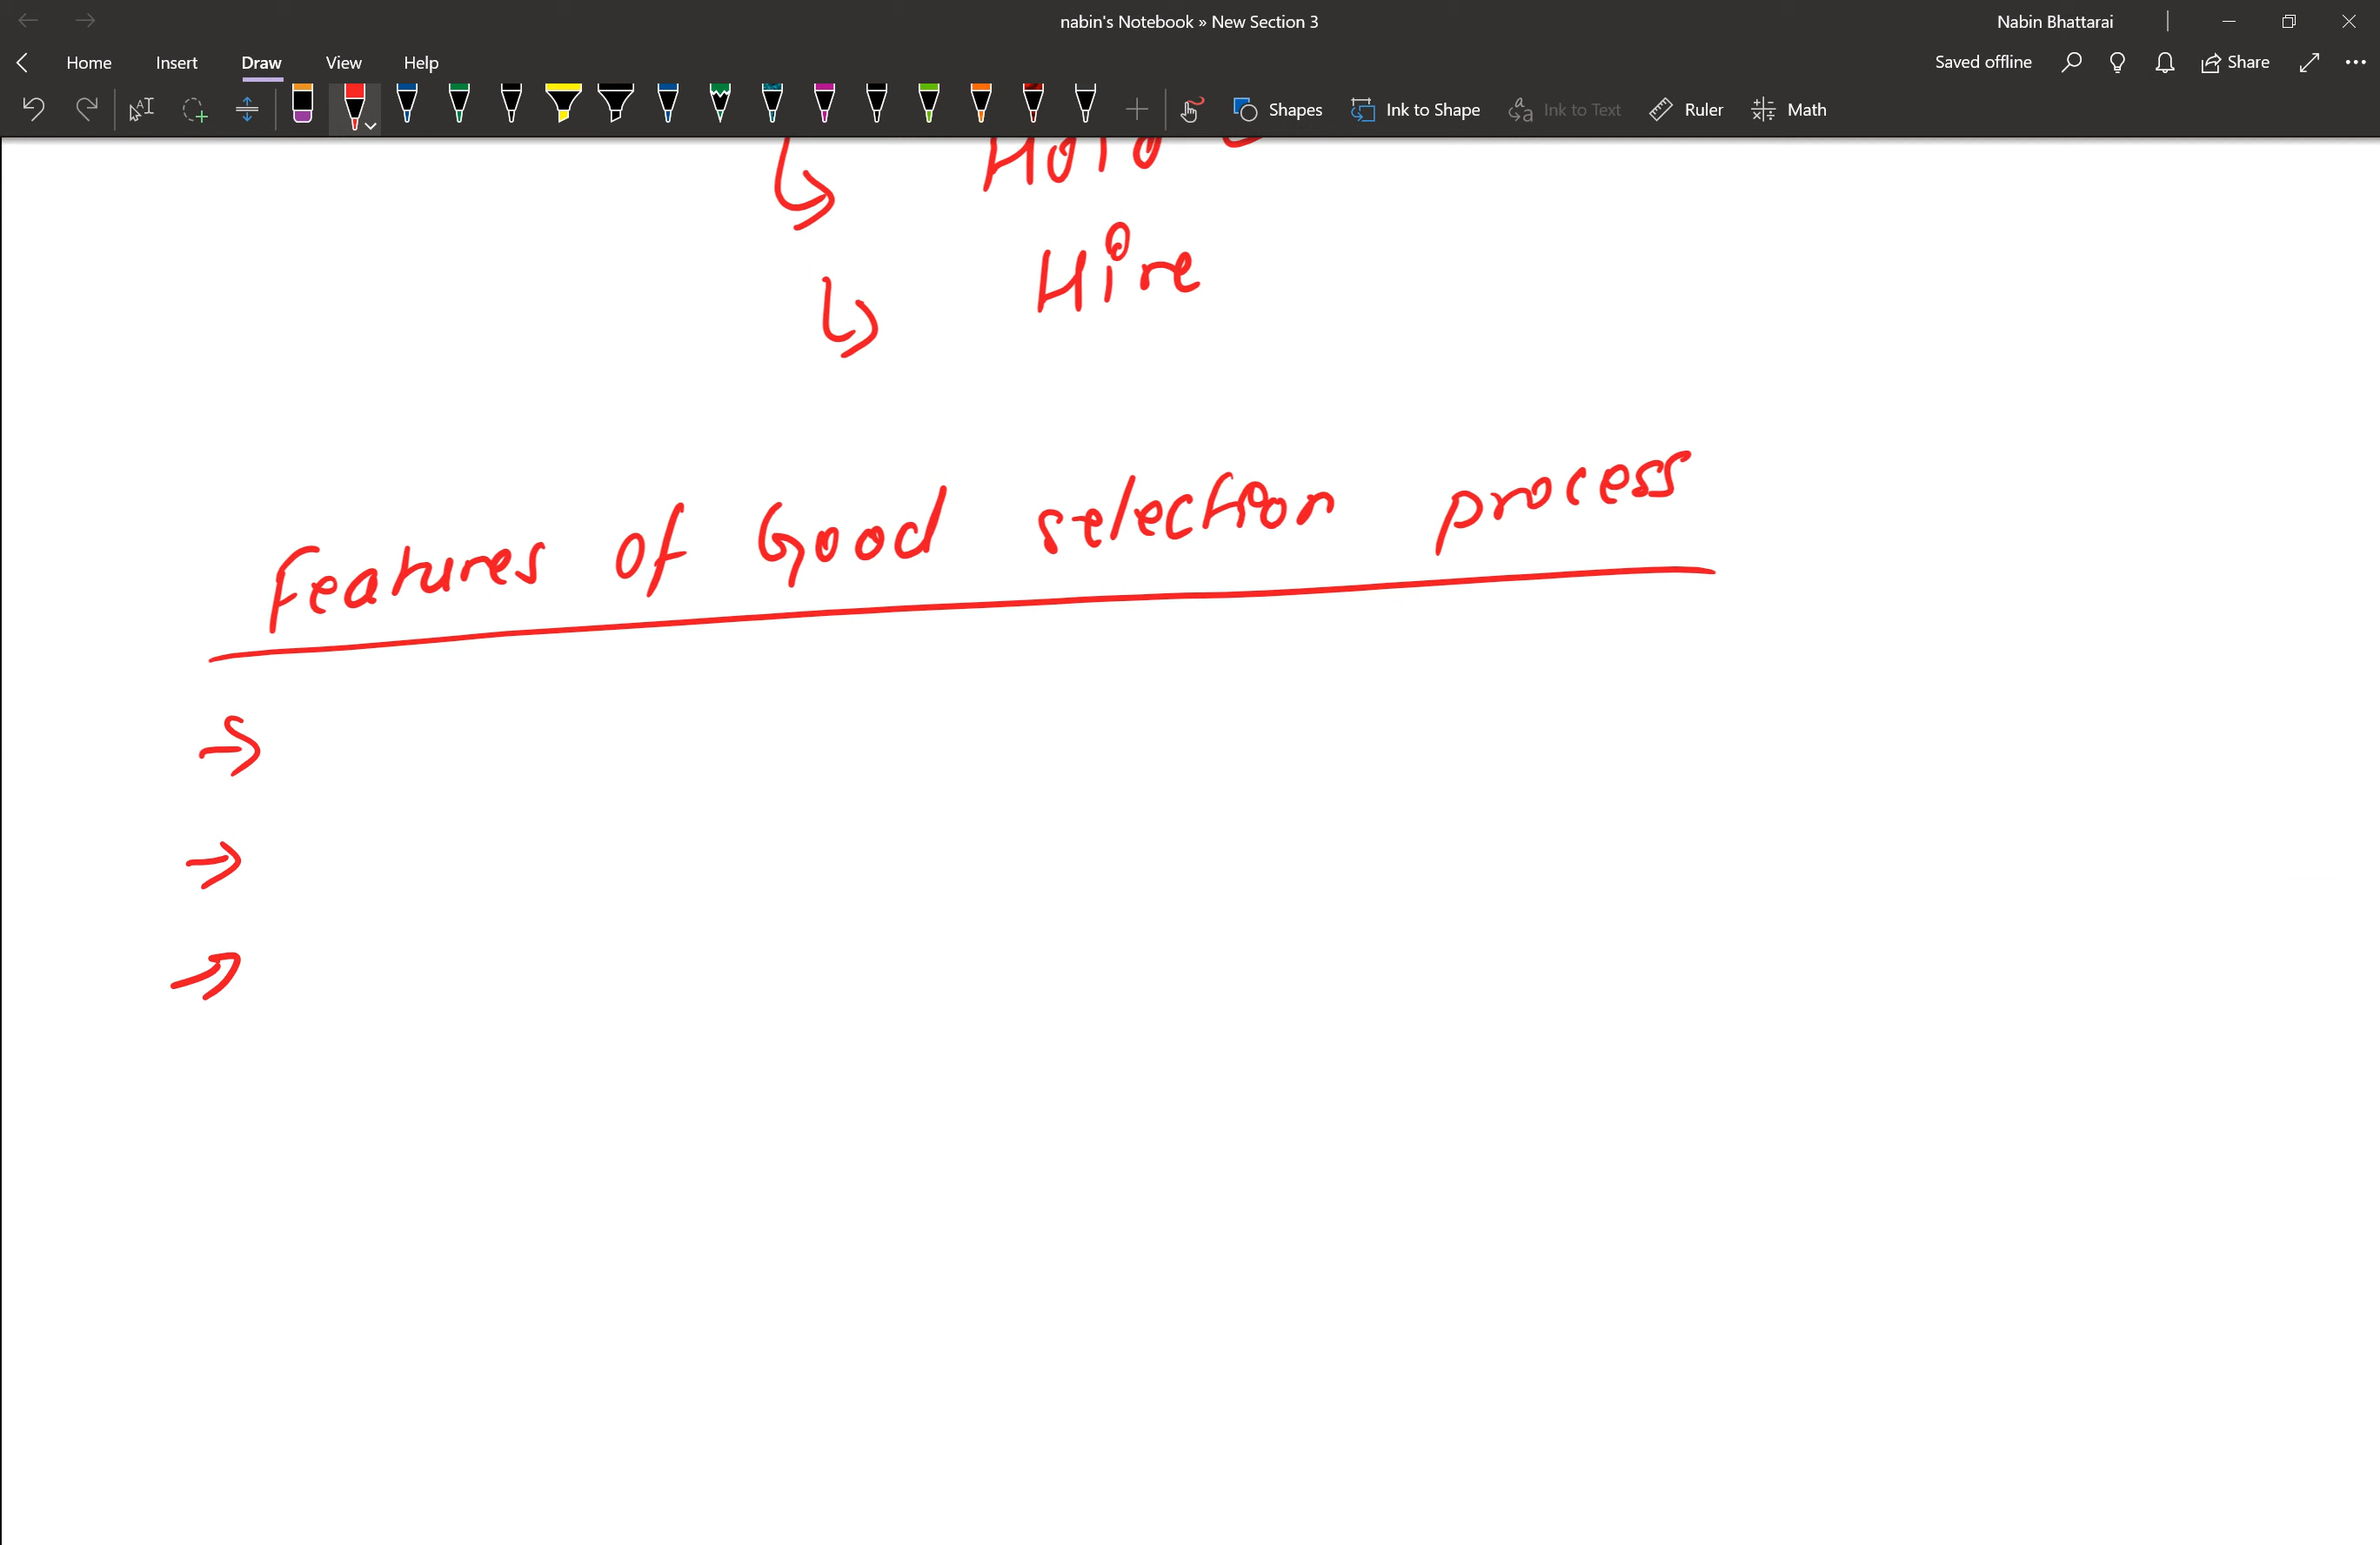 nabin's Notebook » New Section 3
Nabin Bhattarai
Home Insert Draw View Help
Saved offline
Share
Shapes
Ink to Shape
Ink to Text
Ruler
Math
Hire
Features of Good selection process
→
→
→